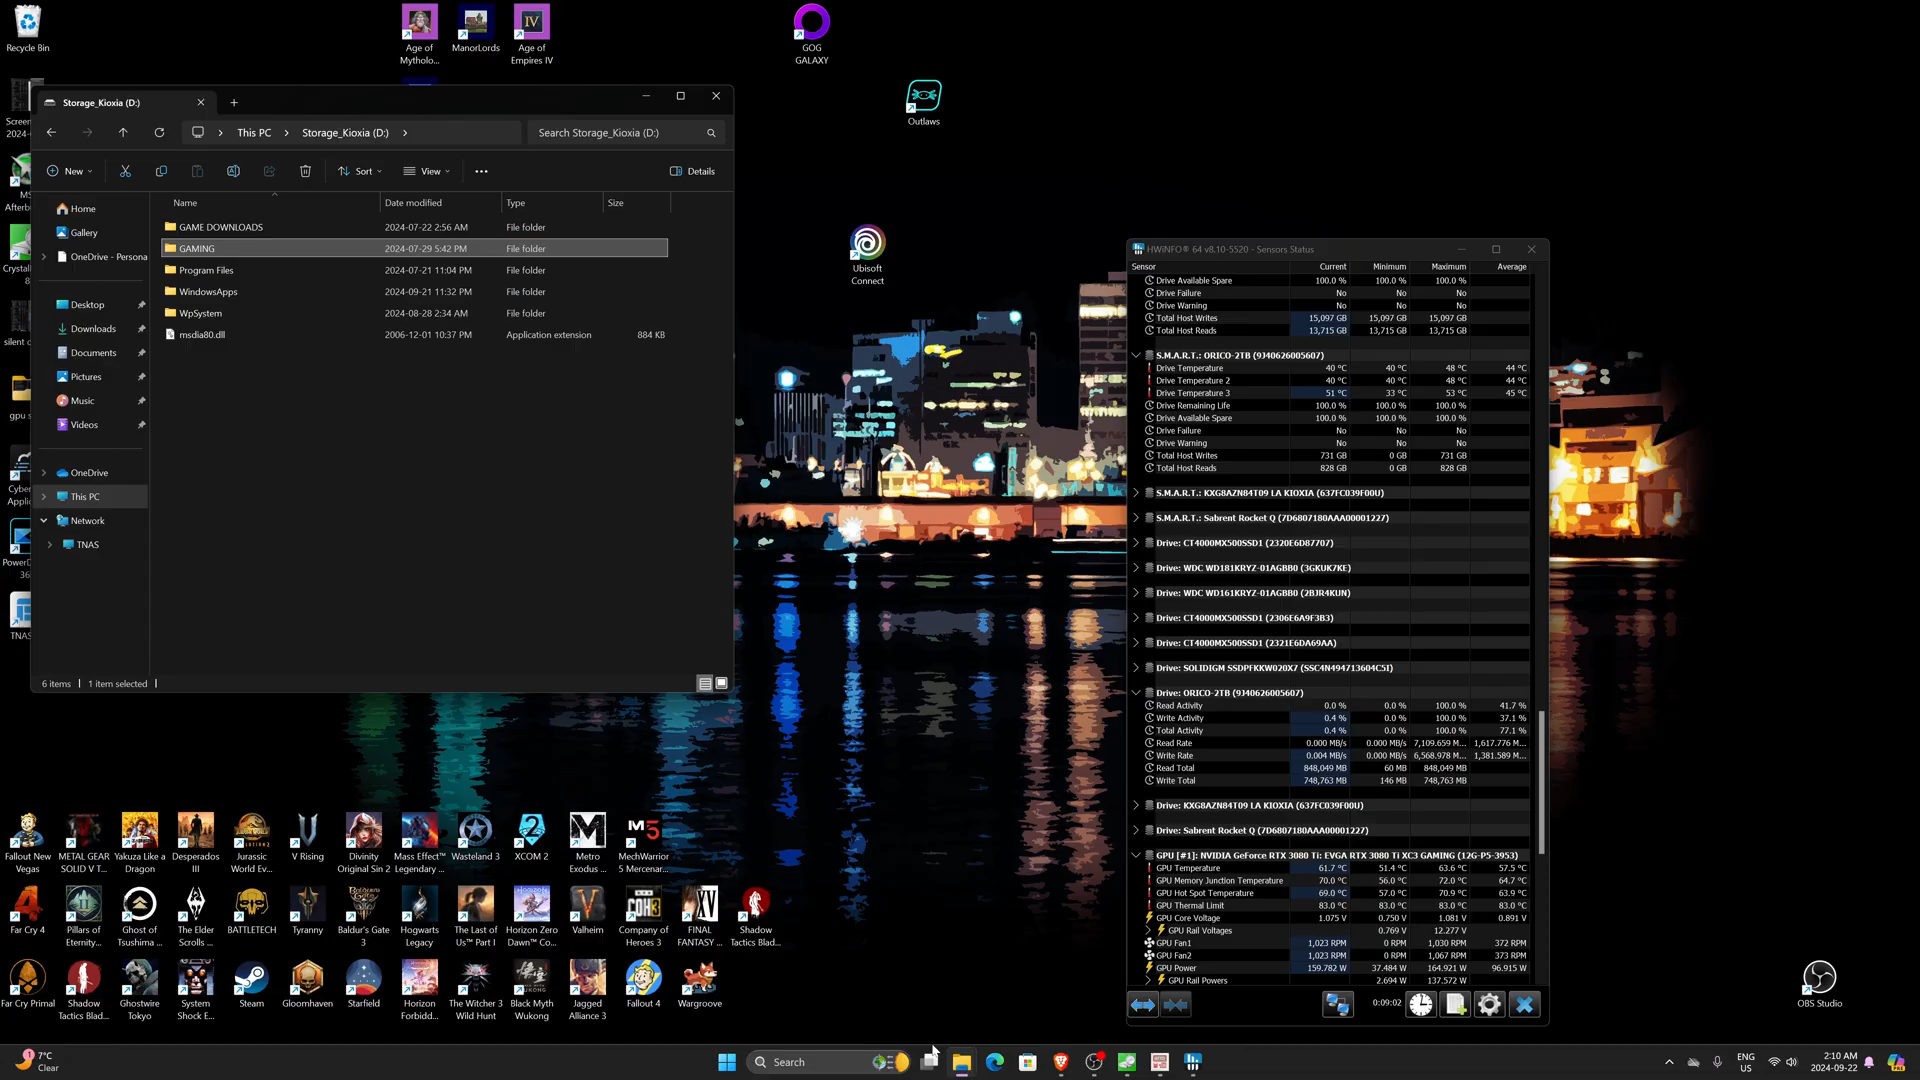 Recycle Bin
Age of Mytholo...
ManorLords
Age of Empires IV
GOG GALAXY
Outlaws
Ubisoft Connect
Storage_Kioxia (D:)
This PC
Storage_Kioxia (D:)
Search Storage_Kioxia (D:)
New
Sort
View
Details
Name Date modified Type Size
GAME DOWNLOADS 2024-07-22 2:56 AM File folder
GAMING 2024-07-29 5:42 PM File folder
Program Files 2024-07-21 11:04 PM File folder
WindowsApps 2024-09-21 11:32 PM File folder
WpSystem 2024-08-28 2:34 AM File folder
msdia80.dll 2006-12-01 10:37 PM Application extension 884 KB
Home
Gallery
OneDrive - Persona
Desktop
Downloads
Documents
Pictures
Music
Videos
OneDrive
This PC
Network
TNAS
6 items
1 item selected
HWiNFO® 64 v8.10-5520 - Sensors Status
Sensor Current Minimum Maximum Average
Drive Available Spare 100.0 % 100.0 % 100.0 %
Drive Failure No No No
Drive Warning No No No
Total Host Writes 15,097 GB 15,097 GB 15,097 GB
Total Host Reads 13,715 GB 13,715 GB 13,715 GB
S.M.A.R.T.: ORICO-2TB (9J40626005607)
Drive Temperature 40 °C 40 °C 48 °C 44 °C
Drive Temperature 2 40 °C 40 °C 48 °C 44 °C
Drive Temperature 3 51 °C 33 °C 53 °C 45 °C
Drive Remaining Life 100.0 % 100.0 % 100.0 %
Drive Available Spare 100.0 % 100.0 % 100.0 %
Drive Failure No No No
Drive Warning No No No
Total Host Writes 731 GB 0 GB 731 GB
Total Host Reads 828 GB 0 GB 828 GB
S.M.A.R.T.: KXG8AZN84T09 LA KIOXIA (637FC039F00U)
S.M.A.R.T.: Sabrent Rocket Q (7D6807180AAA00001227)
Drive: CT4000MX500SSD1 (2320E6D87707)
Drive: WDC WD181KRYZ-01AGBB0 (3GKUK7KE)
Drive: WDC WD161KRYZ-01AGBB0 (2BJR4KUN)
Drive: CT4000MX500SSD1 (2306E6A9F3B3)
Drive: CT4000MX500SSD1 (2321E6DA69AA)
Drive: SOLIDIGM SSDPFKKW020X7 (SSC4N494713604C5I)
Drive: ORICO-2TB (9J40626005607)
Read Activity 0.0 % 0.0 % 100.0 % 41.7 %
Write Activity 0.4 % 0.0 % 100.0 % 37.1 %
Total Activity 0.4 % 0.0 % 100.0 % 77.1 %
Read Rate 0.000 MB/s 0.000 MB/s 7,109.659 M... 1,617.776 M...
Write Rate 0.004 MB/s 0.000 MB/s 6,568.978 M... 1,381.589 M...
Read Total 848,049 MB 60 MB 848,049 MB
Write Total 748,763 MB 146 MB 748,763 MB
Drive: KXG8AZN84T09 LA KIOXIA (637FC039F00U)
Drive: Sabrent Rocket Q (7D6807180AAA00001227)
GPU [#1]: NVIDIA GeForce RTX 3080 Ti: EVGA RTX 3080 Ti XC3 GAMING (12G-P5-3953)
GPU Temperature 61.7 °C 51.4 °C 63.6 °C 57.5 °C
GPU Memory Junction Temperature 70.0 °C 56.0 °C 72.0 °C 64.7 °C
GPU Hot Spot Temperature 69.0 °C 57.0 °C 70.9 °C 63.9 °C
GPU Thermal Limit 83.0 °C 83.0 °C 83.0 °C 83.0 °C
GPU Core Voltage 1.075 V 0.750 V 1.081 V 0.891 V
GPU Rail Voltages 0.769 V 12.277 V
GPU Fan1 1,023 RPM 0 RPM 1,030 RPM 372 RPM
GPU Fan2 1,023 RPM 0 RPM 1,067 RPM 373 RPM
GPU Power 159.782 W 37.484 W 164.921 W 96.915 W
GPU Rail Powers 2.694 W 137.572 W
0:09:02
Fallout New Vegas
METAL GEAR SOLID V T...
Yakuza Like a Dragon
Desperados III
Jurassic World Ev...
V Rising
Divinity Original Sin 2
Mass Effect™ Legendary ...
Wasteland 3
XCOM 2
Metro Exodus ...
MechWarrior 5 Mercenar...
Far Cry 4
Pillars of Eternity...
Ghost of Tsushima ...
The Elder Scrolls ...
BATTLETECH
Tyranny
Baldur's Gate 3
Hogwarts Legacy
The Last of Us™ Part I
Horizon Zero Dawn™ Co...
Valheim
Company of Heroes 3
FINAL FANTASY ...
Shadow Tactics Blad...
Far Cry Primal
Shadow Tactics Blad...
Ghostwire Tokyo
System Shock E...
Steam
Gloomhaven
Starfield
Horizon Forbidd...
The Witcher 3 Wild Hunt
Black Myth Wukong
Jagged Alliance 3
Fallout 4
Wargroove
OBS Studio
7°C
Clear
Search
ENG
US
2:10 AM
2024-09-22